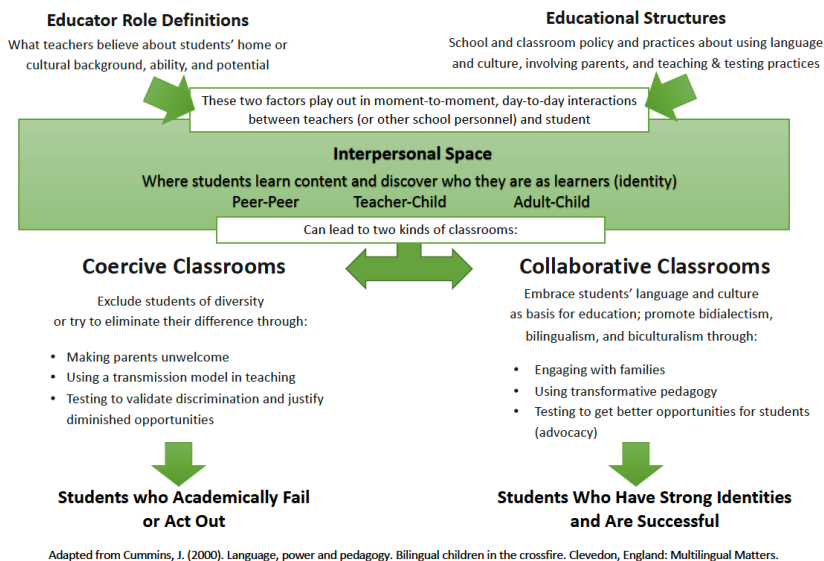 Educator Role Definitions
What teachers believe about students' home or
cultural background, ability, and potential
Educational Structures
School and classroom policy and practices about using language
and culture, involving parents, and teaching & testing practices
These two factors play out in moment-to-moment, day-to-day interactions
between teachers (or other school personnel) and student
Interpersonal Space
Where students learn content and discover who they are as learners (identity)
Peer-Peer Teacher-Child Adult-Child
Can lead to two kinds of classrooms:
Coercive Classrooms
Exclude students of diversity
or try to eliminate their difference through:
• Making parents unwelcome
• Using a transmission model in teaching
• Testing to validate discrimination and justify
diminished opportunities
Students who Academically Fail
or Act Out
Collaborative Classrooms
Embrace students' language and culture
as basis for education; promote bidialectism,
bilingualism, and biculturalism through:
• Engaging with families
• Using transformative pedagogy
• Testing to get better opportunities for students
(advocacy)
Students Who Have Strong Identities
and Are Successful
Adapted from Cummins, J. (2000). Language, power and pedagogy. Bilingual children in the crossfire. Clevedon, England: Multilingual Matters.